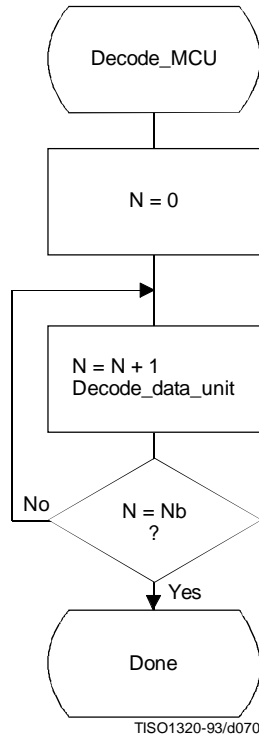 Decode_MCU
N = 0
N = N + 1
Decode_data_unit
N = Nb
?
No
Yes
Done
TISO1320-93/d070